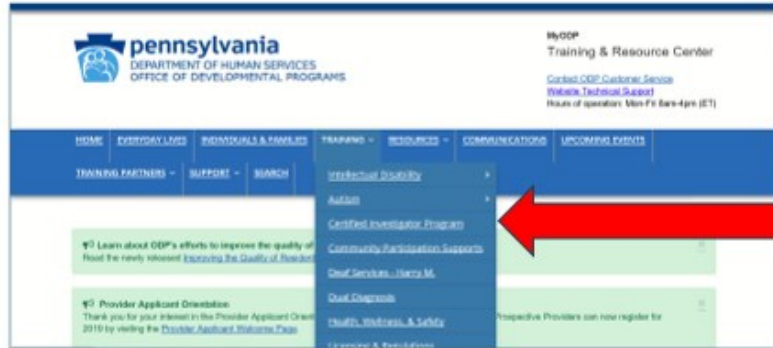 pennsylvania
DEPARTMENT OF HUMAN SERVICES
OFFICE OF DEVELOPMENTAL PROGRAMS
MyODP
Training & Resource Center
Contact ODP Customer Service
Website Technical Support
Hours of operation: Mon-Fri 8am-4pm (ET)
HOME EVERYDAY LIVES INDIVIDUALS & FAMILIES TRAINING RESOURCES COMMUNICATIONS UPCOMING EVENTS
TRAINING PARTNERS SUPPORT SEARCH
Intellectual Disability
Autism
Certified Investigator Program
Community Participation Supports
Deaf Services - Harry M.
Dual Diagnosis
Health, Wellness, & Safety
Licensing & Regulations
Learn about ODP's efforts to improve the quality of
Read the newly released Improving the Quality of Resident
Provider Applicant Orientation
Thank you for your interest in the Provider Applicant Orient Prospective Providers can now register for
2019 by visiting the Provider Applicant Welcome Page